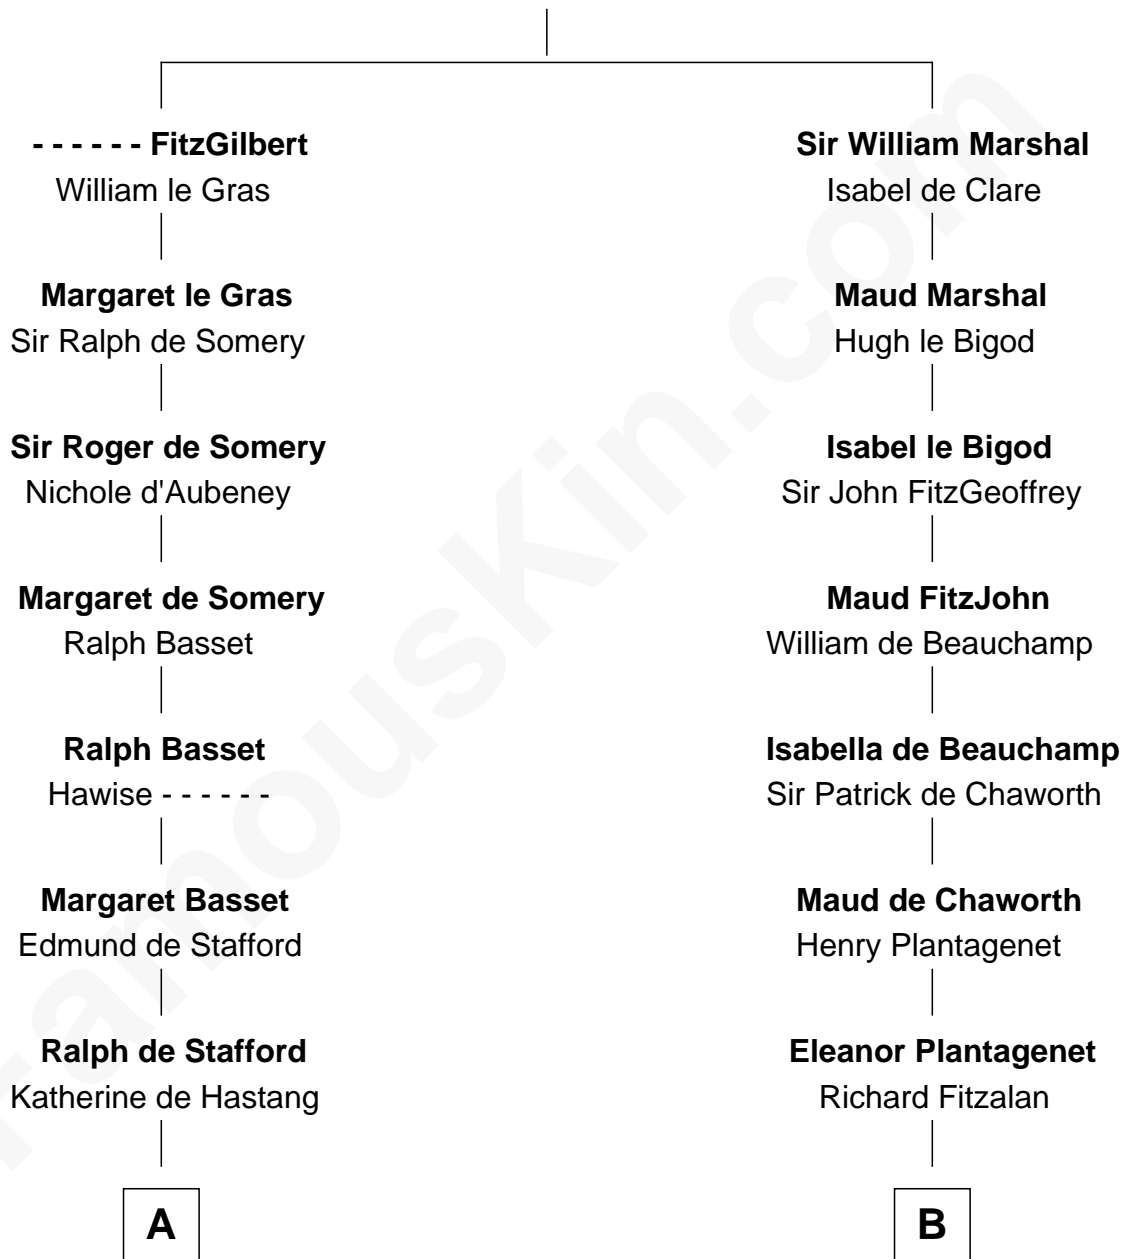 - - - - - - FitzGilbert
William le Gras
Margaret le Gras
Sir Ralph de Somery
Sir Roger de Somery
Nichole d'Aubeney
Margaret de Somery
Ralph Basset
Ralph Basset
Hawise - - - - - -
Margaret Basset
Edmund de Stafford
Ralph de Stafford
Katherine de Hastang
A
Sir William Marshal
Isabel de Clare
Maud Marshal
Hugh le Bigod
Isabel le Bigod
Sir John FitzGeoffrey
Maud FitzJohn
William de Beauchamp
Isabella de Beauchamp
Sir Patrick de Chaworth
Maud de Chaworth
Henry Plantagenet
Eleanor Plantagenet
Richard Fitzalan
B
FamousKin.com